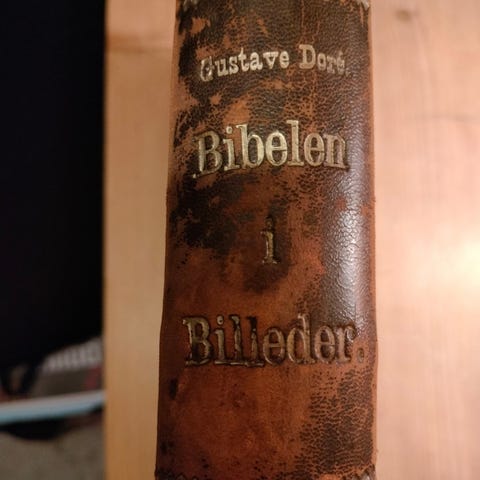 Gustave Doré.
Bibelen
i
Billeder.